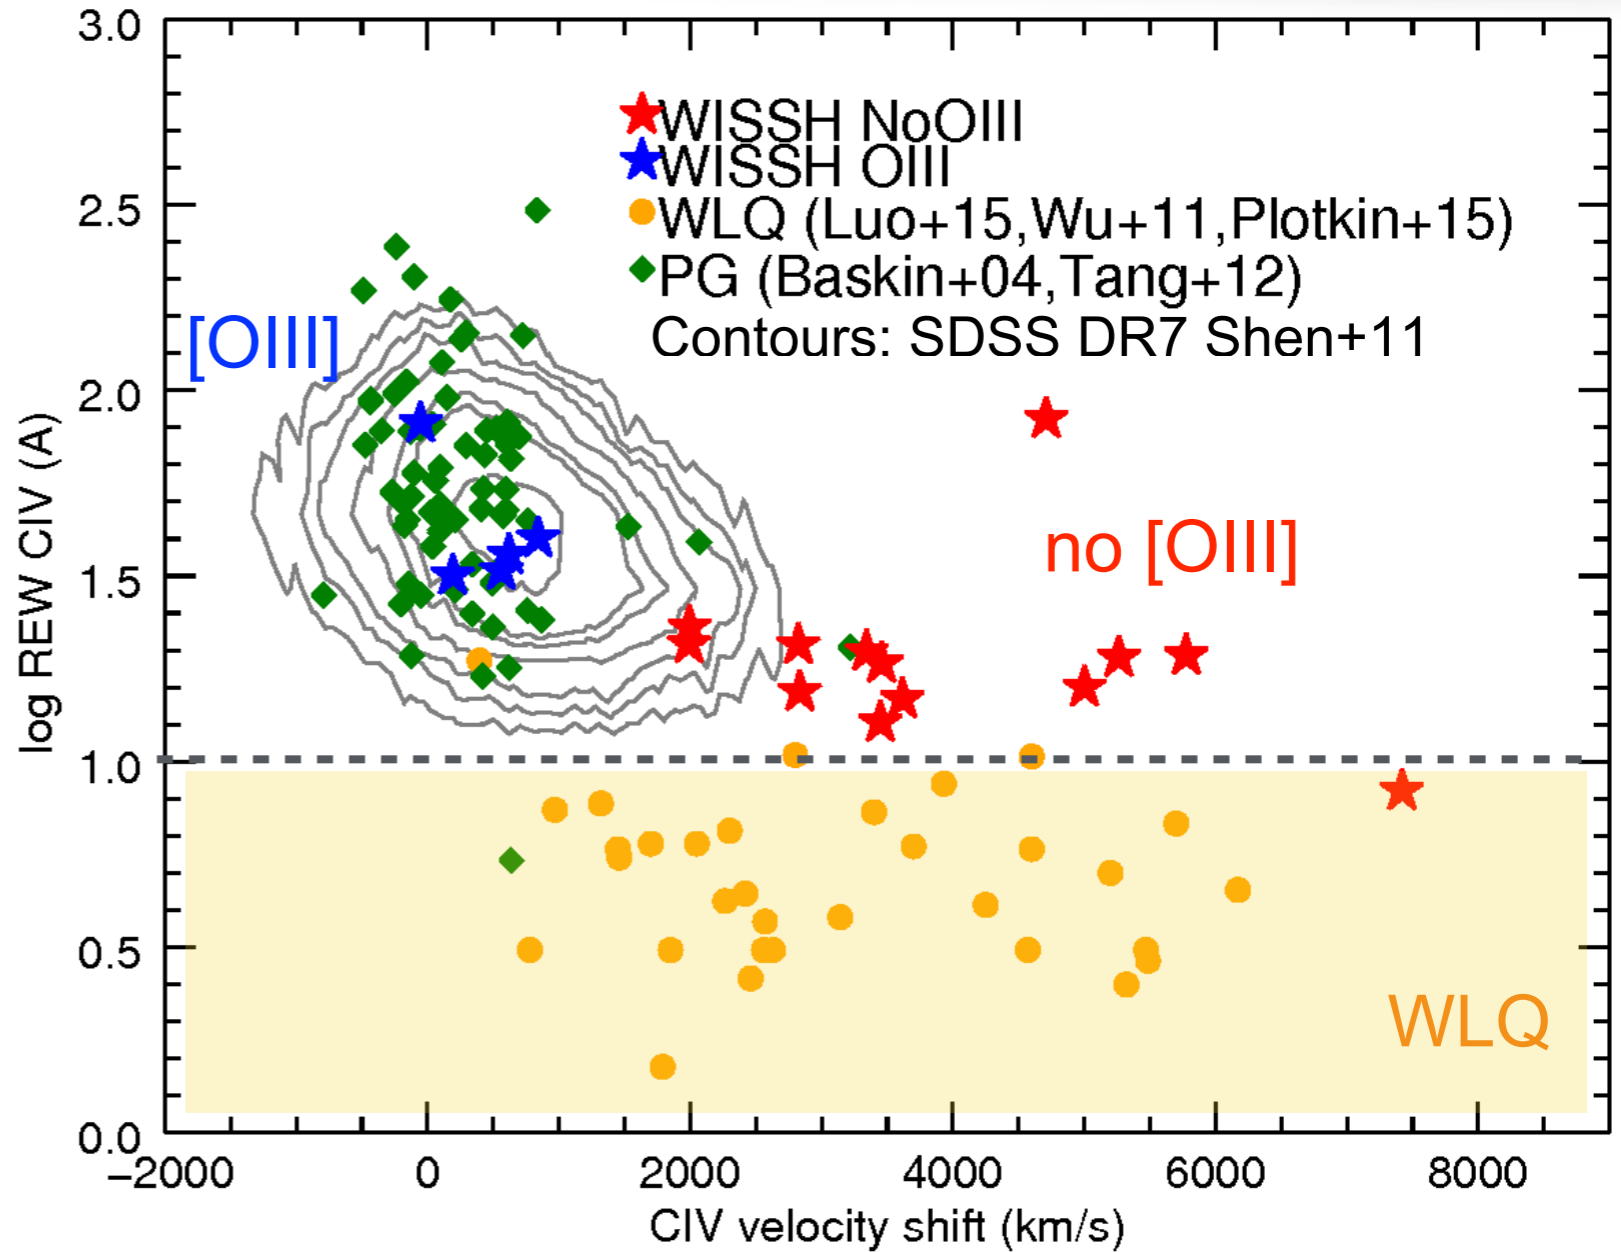 3.0
WISSH NoOIII
WISSH OIII
2.5
WLQ (Luo+15,Wu+11,Plotkin+15)
PG (Baskin+04,Tang+12)
[OIII]
Contours: SDSS DR7 Shen+11
2.0
no [OIII]
1.5
log REW CIV (A)
1.0
0.5
WLQ
0.0
−2000 0 2000 4000 6000 8000
CIV velocity shift (km/s)